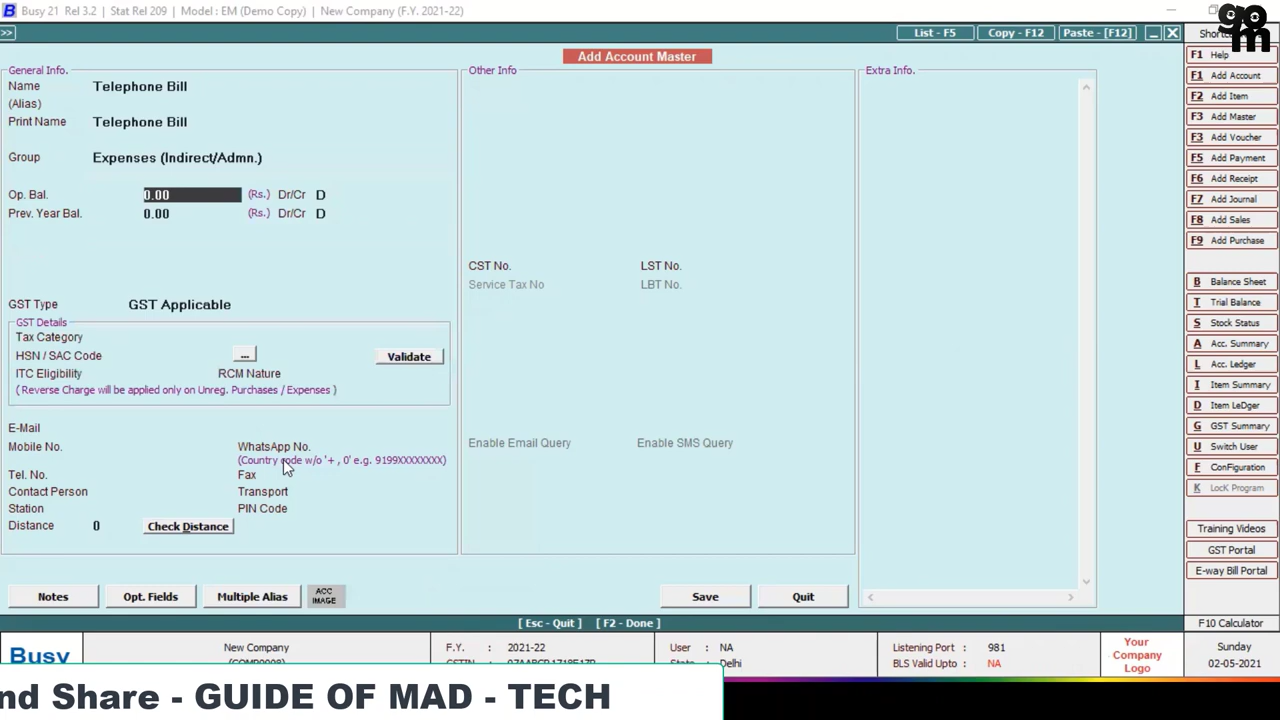 Busy 21 Rel 3.2 | Stat Rel 209 | Model : EM (Demo Copy) | New Company (F.Y. 2021-22)
gom
>> List - F5 Copy - F12 Paste - [F12]
Add Account Master
General Info.
Name Telephone Bill
(Alias)
Print Name Telephone Bill
Group Expenses (Indirect/Admn.)
Op. Bal. 0.00 (Rs.) Dr/Cr D
Prev. Year Bal. 0.00 (Rs.) Dr/Cr D
GST Type GST Applicable
GST Details
Tax Category
HSN / SAC Code ... Validate
ITC Eligibility RCM Nature
( Reverse Charge will be applied only on Unreg. Purchases / Expenses )
E-Mail
Mobile No. WhatsApp No.
(Country code w/o '+ , 0' e.g. 9199XXXXXXXX)
Tel. No. Fax
Contact Person Transport
Station PIN Code
Distance 0 Check Distance
Other Info
CST No. LST No.
Service Tax No LBT No.
Enable Email Query Enable SMS Query
Extra Info.
Notes Opt. Fields Multiple Alias ACC IMAGE Save Quit
[ Esc - Quit ] [ F2 - Done ]
F1 Help
F1 Add Account
F2 Add Item
F3 Add Master
F3 Add Voucher
F5 Add Payment
F6 Add Receipt
F7 Add Journal
F8 Add Sales
F9 Add Purchase
B Balance Sheet
T Trial Balance
S Stock Status
A Acc. Summary
L Acc. Ledger
I Item Summary
D Item LeDger
G GST Summary
U Switch User
F ConFiguration
K LocK Program
Training Videos
GST Portal
E-way Bill Portal
F10 Calculator
Busy
New Company
F.Y. : 2021-22
User : NA
: Delhi
Listening Port : 981
BLS Valid Upto : NA
Your
Company
Logo
Sunday
02-05-2021
nd Share - GUIDE OF MAD - TECH